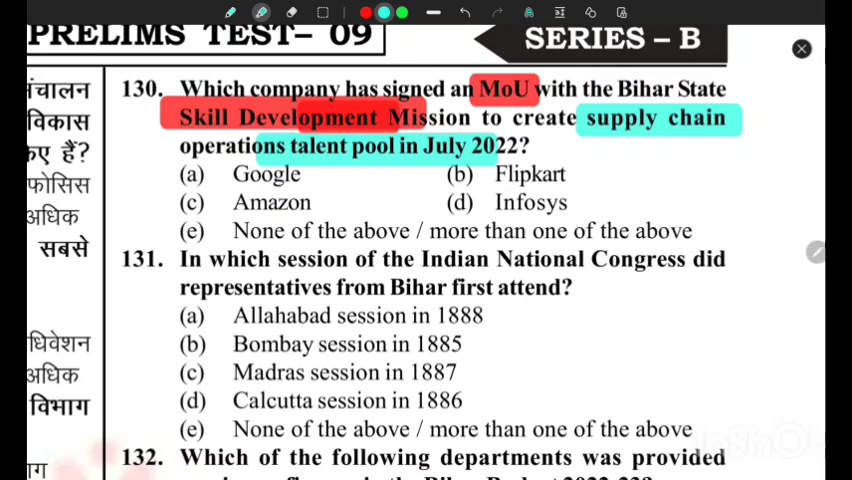 PRELIMS TEST- 09
SERIES – B
130. Which company has signed an MoU with the Bihar State
Skill Development Mission to create supply chain
operations talent pool in July 2022?
(a) Google (b) Flipkart
(c) Amazon (d) Infosys
(e) None of the above / more than one of the above
131. In which session of the Indian National Congress did
representatives from Bihar first attend?
(a) Allahabad session in 1888
(b) Bombay session in 1885
(c) Madras session in 1887
(d) Calcutta session in 1886
(e) None of the above / more than one of the above
132. Which of the following departments was provided
विकास
हैं?
अधिक
सबसे
अधिक
विभाग
InShOt